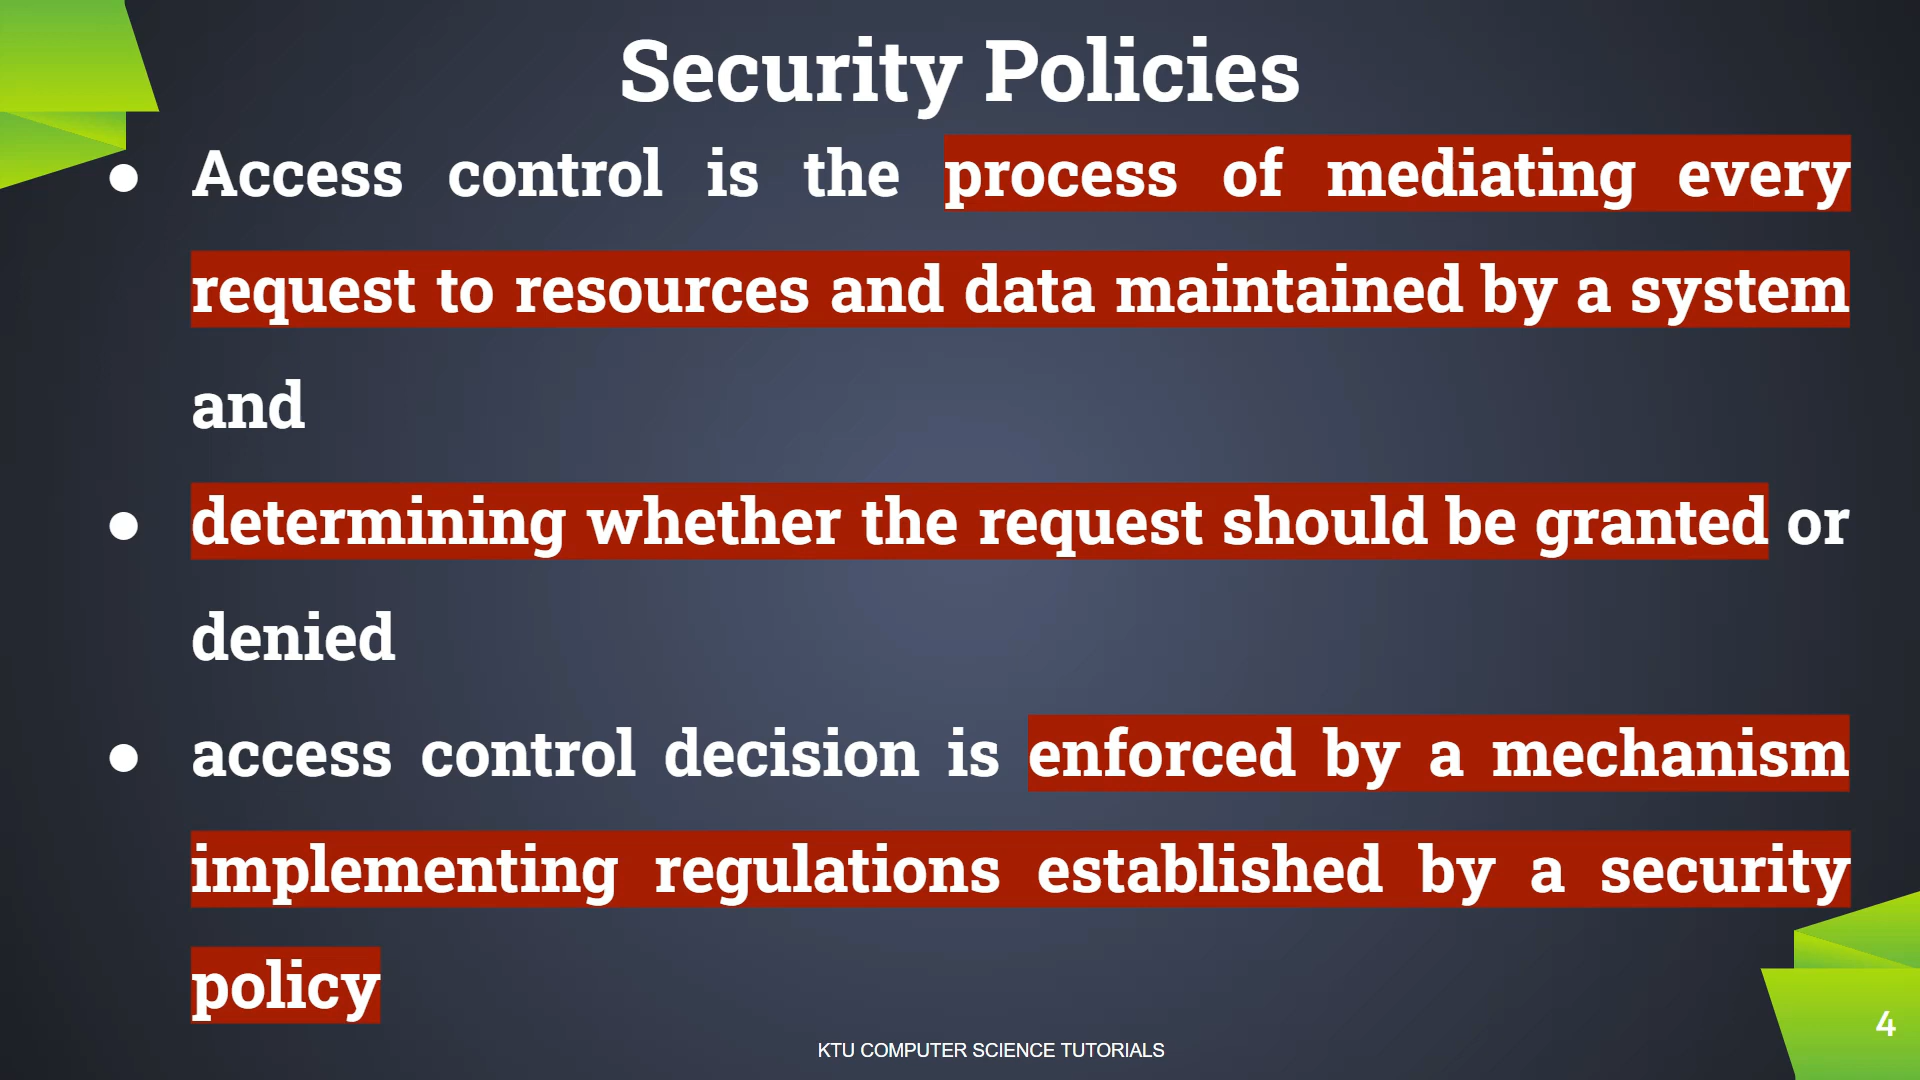 Security Policies
● Access control is the process of mediating every
request to resources and data maintained by a system
and
● determining whether the request should be granted or
denied
● access control decision is enforced by a mechanism
implementing regulations established by a security
policy
KTU COMPUTER SCIENCE TUTORIALS
4